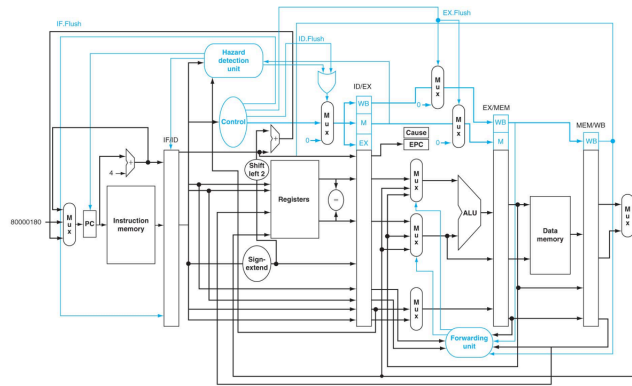 IF.Flush
EX.Flush
ID.Flush
Hazard
detection
unit
Control
M
u
x
0
ID/EX
WB
M
EX
M
u
x
0
M
u
x
0
Cause
EPC
EX/MEM
WB
M
MEM/WB
WB
IF/ID
+
4
+
Shift
left 2
80000180
M
u
x
PC
Instruction
memory
Registers
=
Sign-
extend
M
u
x
M
u
x
ALU
Data
memory
M
u
x
M
u
x
Forwarding
unit